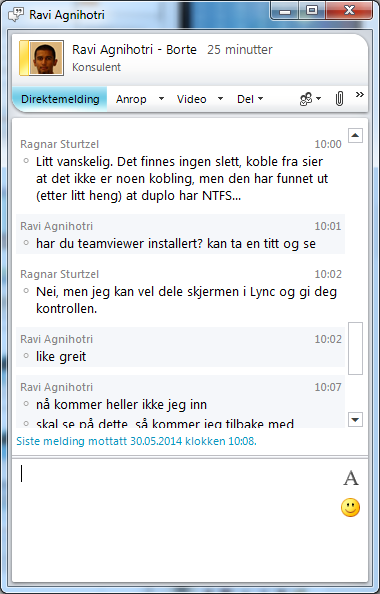 Ravi Agnihotri
Ravi Agnihotri - Borte 25 minutter
Konsulent
Direktemelding Anrop Video Del »
Ragnar Sturtzel 10:00
Litt vanskelig. Det finnes ingen slett, koble fra sier
at det ikke er noen kobling, men den har funnet ut
(etter litt heng) at duplo har NTFS...
Ravi Agnihotri 10:01
har du teamviewer installert? kan ta en titt og se
Ragnar Sturtzel 10:02
Nei, men jeg kan vel dele skjermen i Lync og gi deg
kontrollen.
Ravi Agnihotri 10:02
like greit
Ravi Agnihotri 10:07
nå kommer heller ikke jeg inn
skal se på dette, så kommer jeg tilbake med
Siste melding mottatt 30.05.2014 klokken 10:08.
A